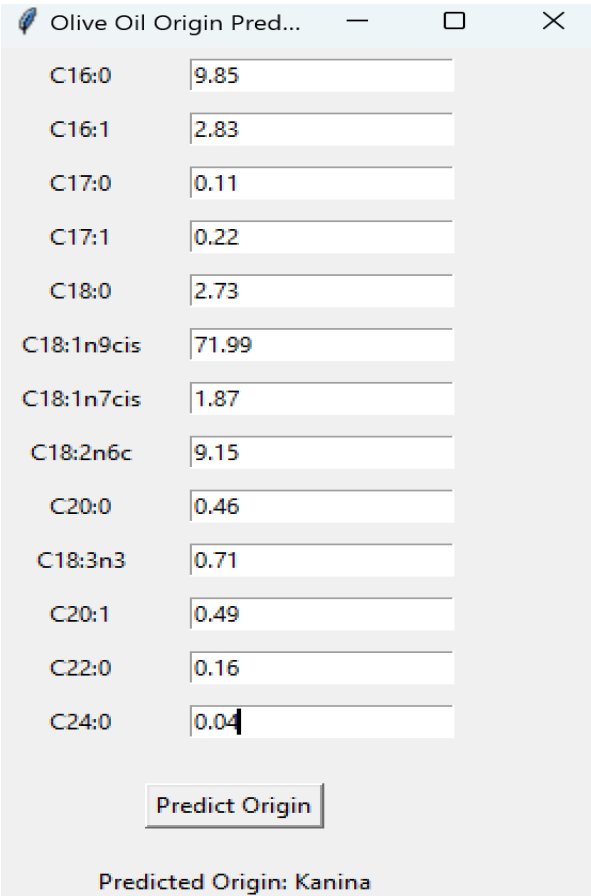 Olive Oil Origin Pred...
C16:0 9.85
C16:1 2.83
C17:0 0.11
C17:1 0.22
C18:0 2.73
C18:1n9cis 71.99
C18:1n7cis 1.87
C18:2n6c 9.15
C20:0 0.46
C18:3n3 0.71
C20:1 0.49
C22:0 0.16
C24:0 0.04
Predict Origin
Predicted Origin: Kanina